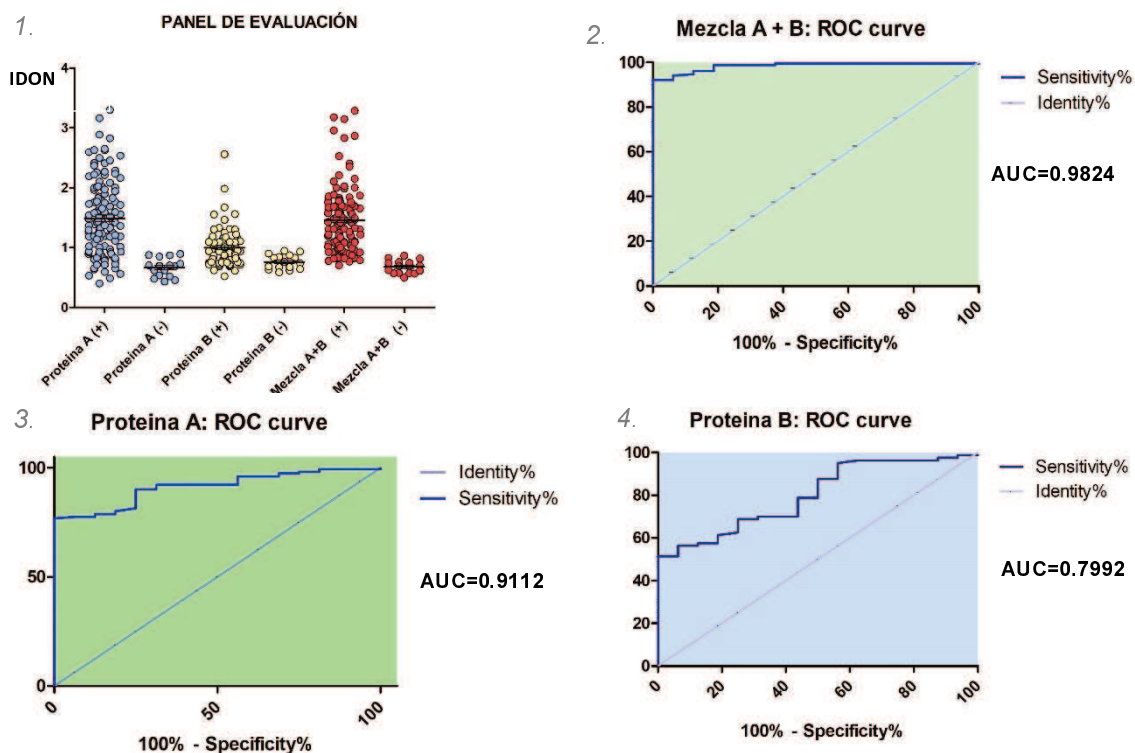 1.
PANEL DE EVALUACIÓN
IDON
4
3
2
1
0
Proteina A (+)
Proteina A (-)
Proteina B (+)
Proteina B (-)
Mezcla A+B (+)
Mezcla A+B (-)
2.
Mezcla A + B: ROC curve
100
80
60
40
20
0
0
20
40
60
80
100
100% - Specificity%
Sensitivity%
Identity%
AUC=0.9824
3.
Proteina A: ROC curve
100
50
0
0
50
100
100% - Specificity%
Identity%
Sensitivity%
AUC=0.9112
4.
Proteina B: ROC curve
100
80
60
40
20
0
0
20
40
60
80
100
100% - Specificity%
Sensitivity%
Identity%
AUC=0.7992